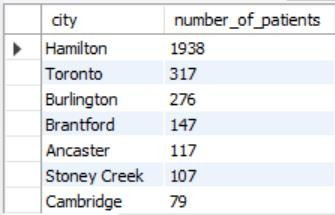 city number_of_patients
Hamilton 1938
Toronto 317
Burlington 276
Brantford 147
Ancaster 117
Stoney Creek 107
Cambridge 79